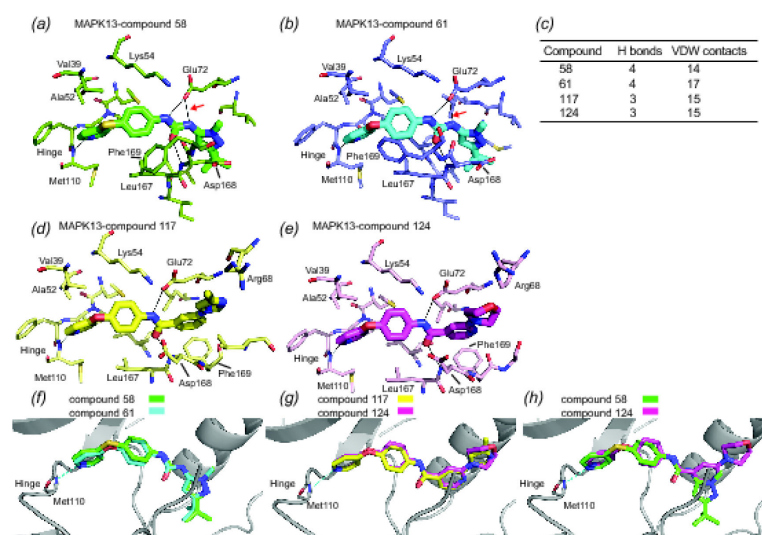 (a) MAPK13-compound 58
Val39
Lys54
Glu72
Ala52
Hinge
Phe169
Met110
Leu167
Asp168
(b) MAPK13-compound 61
Val39
Lys54
Glu72
Ala52
Hinge
Phe169
Met110
Leu167
Asp168
(c)
Compound H bonds VDW contacts
58 4 14
61 4 17
117 3 15
124 3 15
(d) MAPK13-compound 117
Val39
Lys54
Glu72
Arg68
Ala52
Hinge
Met110
Leu167
Phe169
Asp168
(e) MAPK13-compound 124
Val39
Lys54
Glu72
Arg68
Ala52
Hinge
Phe169
Met110
Leu167
Asp168
(f) compound 58
compound 61
Hinge
Met110
(g) compound 117
compound 124
Hinge
Met110
(h) compound 58
compound 124
Hinge
Met110